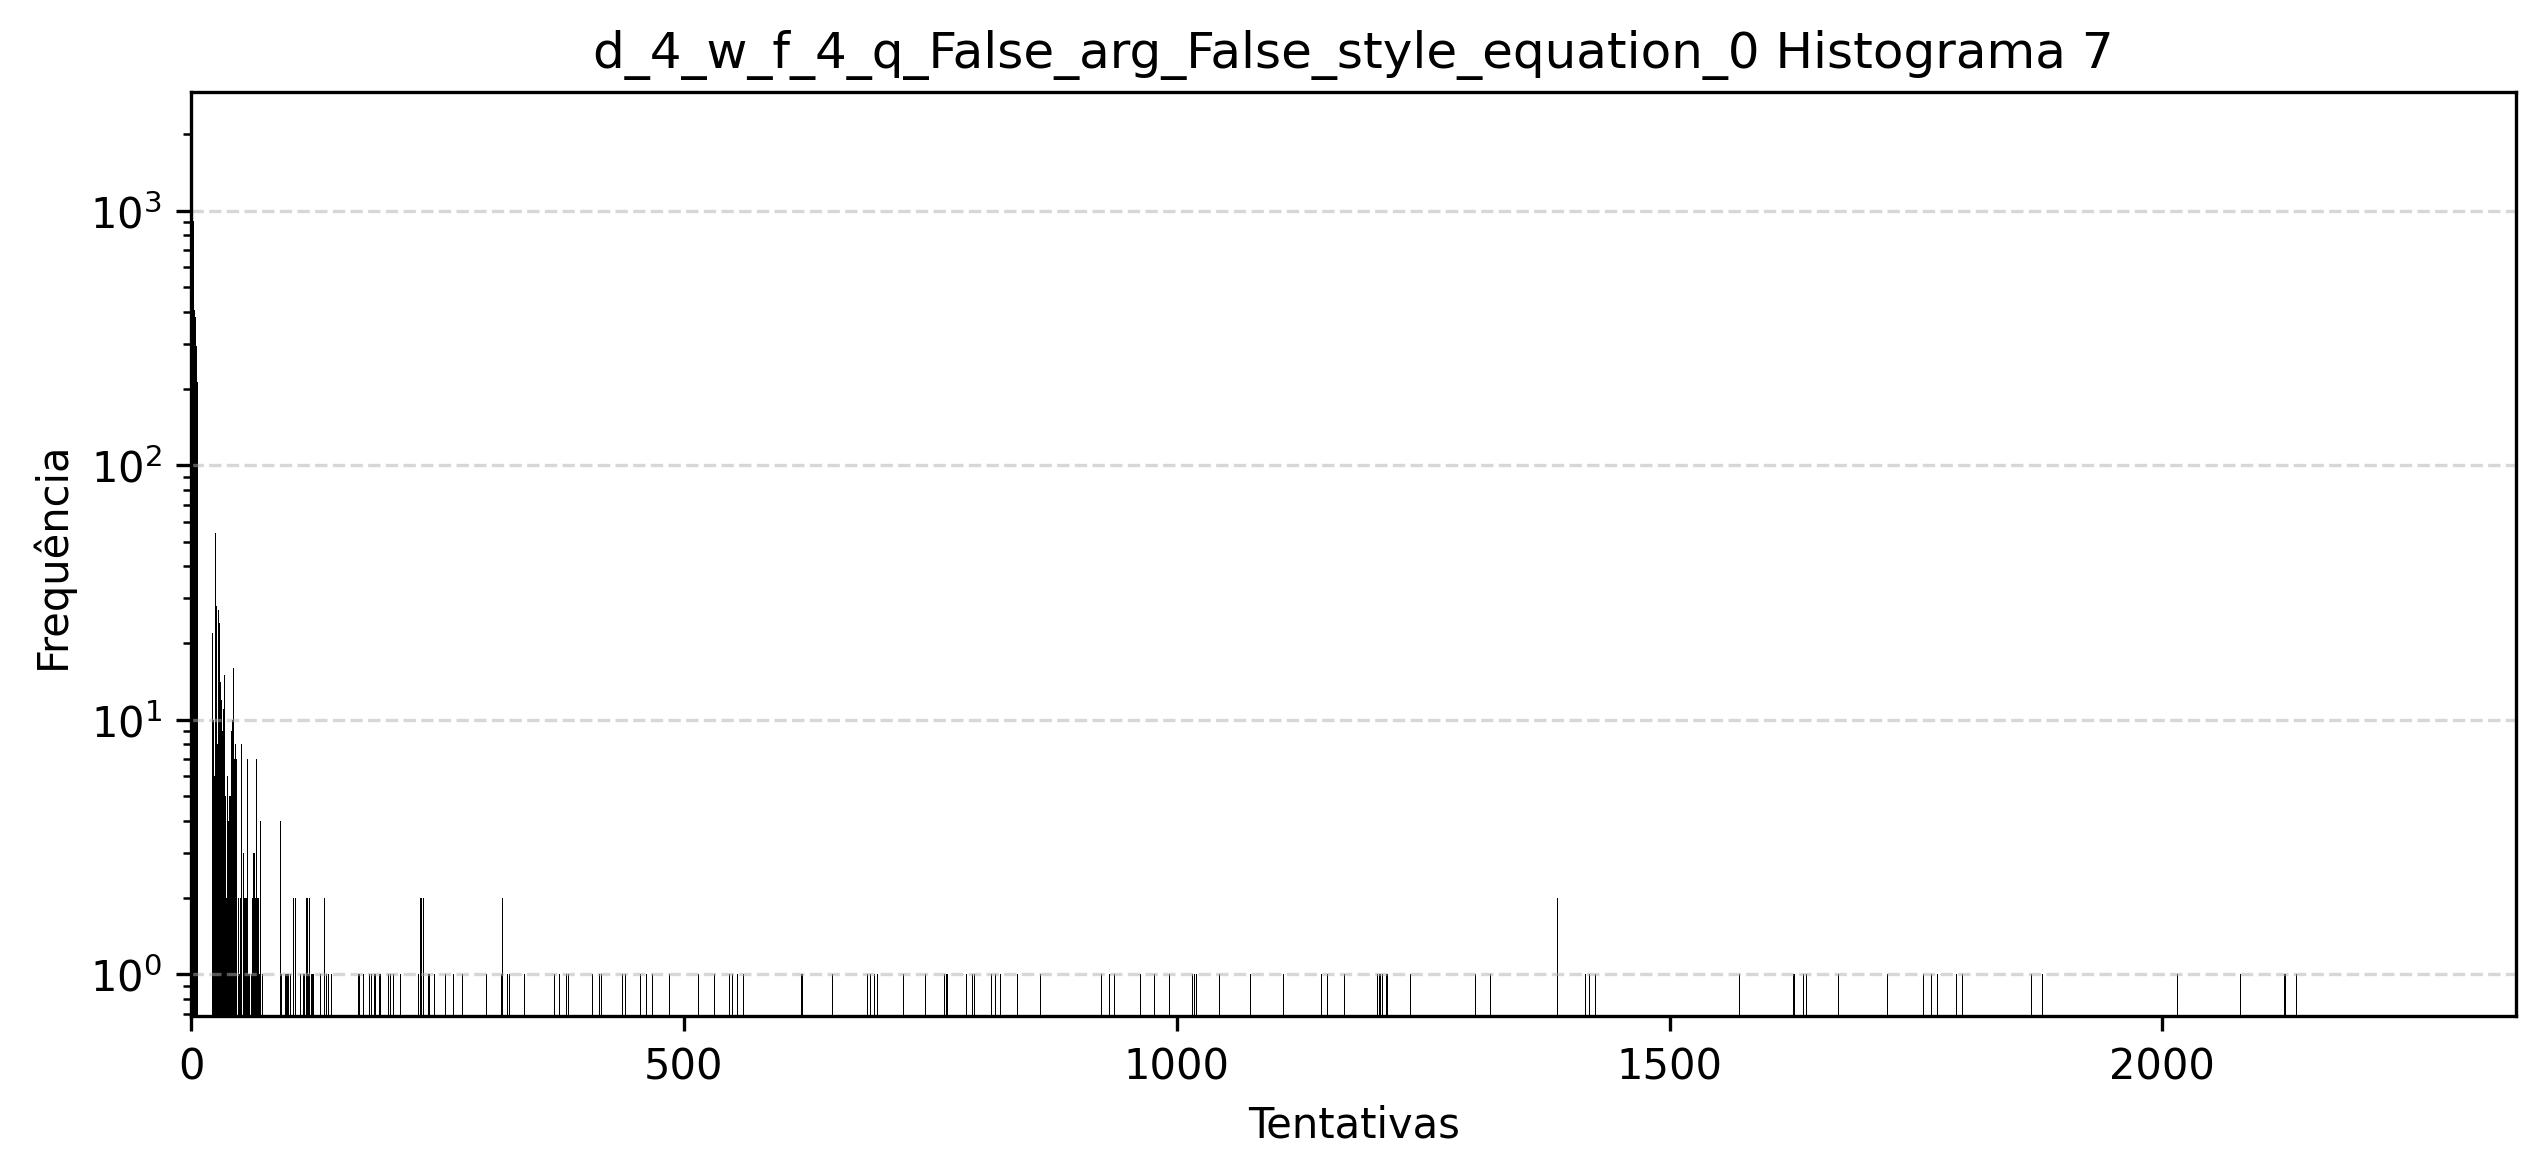 d_4_w_f_4_q_False_arg_False_style_equation_0 Histograma 7
Frequência
10³
10²
10¹
10⁰
0 500 1000 1500 2000
Tentativas